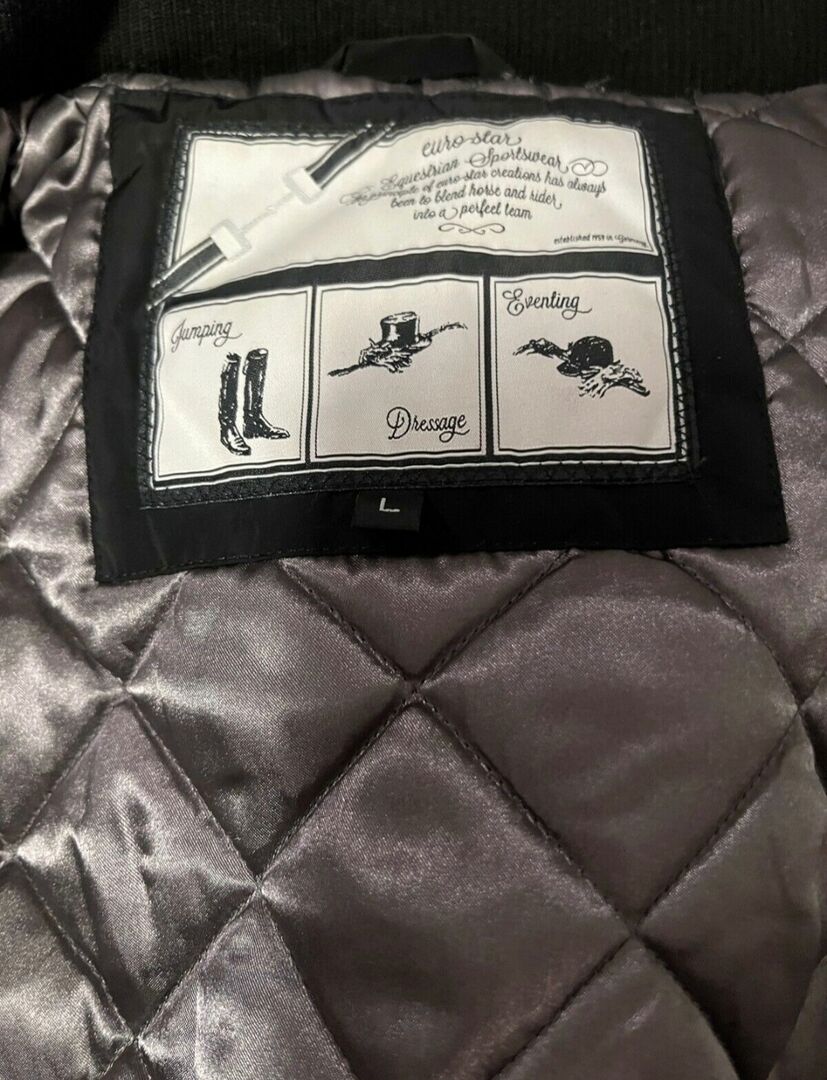 euro-star
Equestrian Sportswear
The principle of euro-star creations has always
been to blend horse and rider
into a perfect team
established 1959 in Germany
Jumping
Eventing
Dressage
L